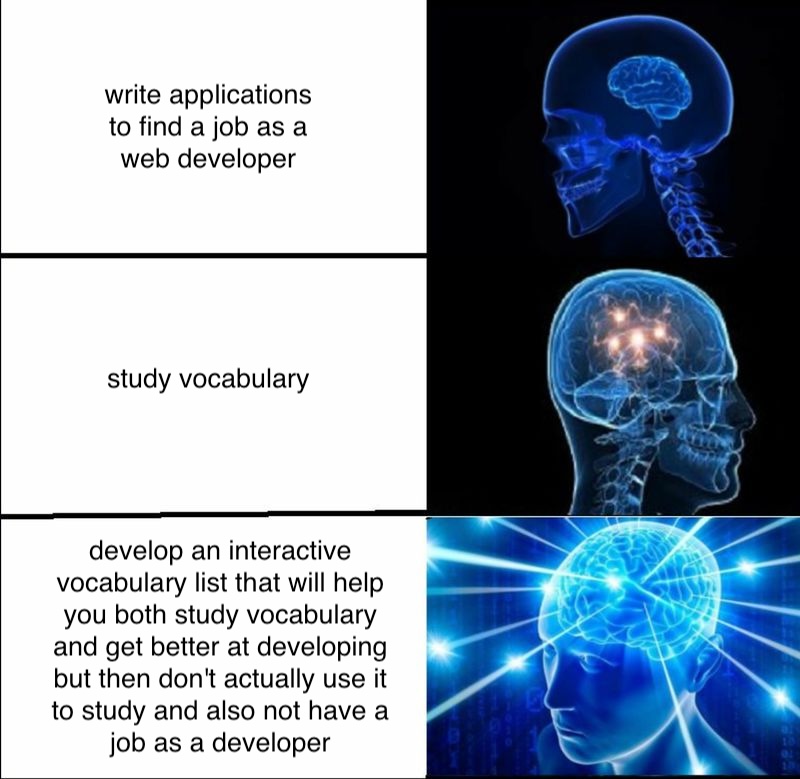 write applications
to find a job as a
web developer
study vocabulary
develop an interactive
vocabulary list that will help
you both study vocabulary
and get better at developing
but then don't actually use it
to study and also not have a
job as a developer